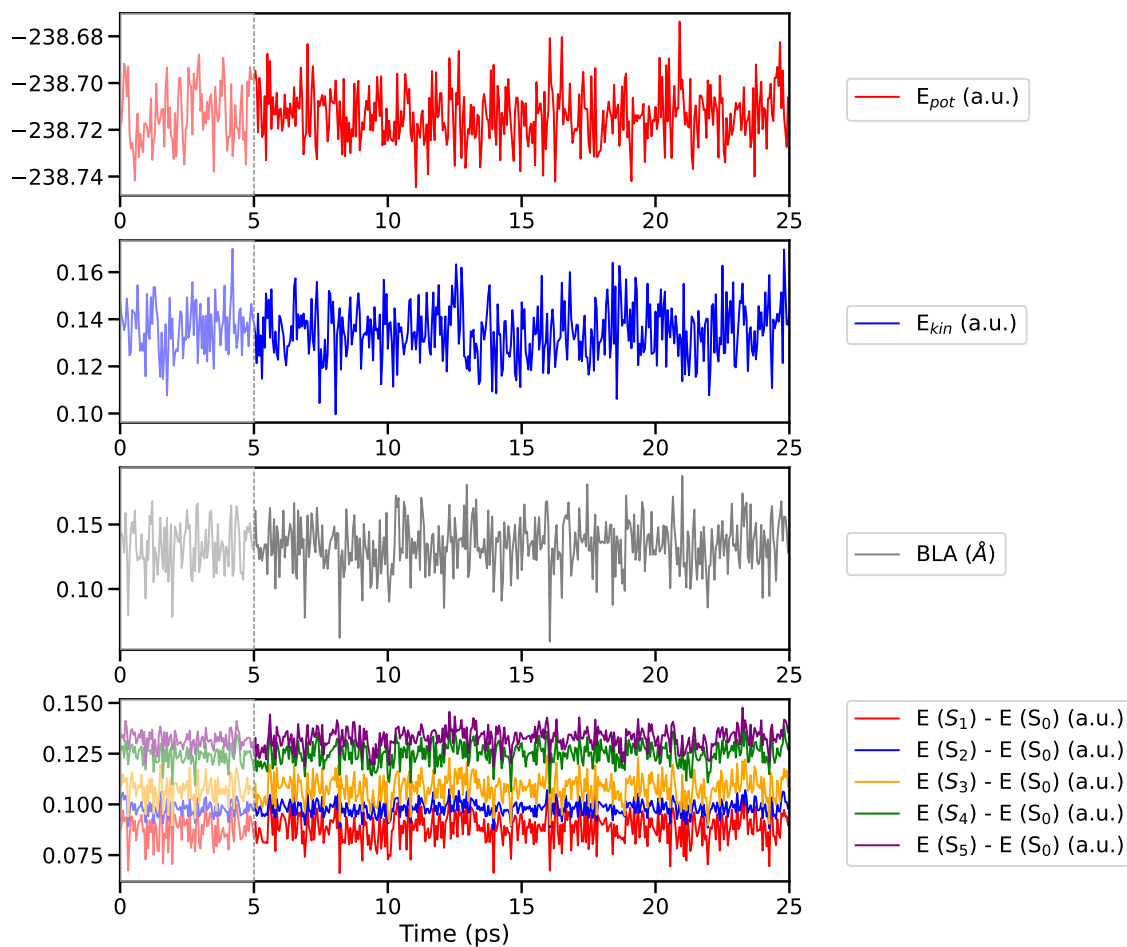 −238.68
−238.70
−238.72
−238.74
0 5 10 15 20 25
E_pot (a.u.)
0.16
0.14
0.12
0.10
0 5 10 15 20 25
E_kin (a.u.)
0.15
0.10
0 5 10 15 20 25
BLA (Å)
0.150
0.125
0.100
0.075
0 5 10 15 20 25
Time (ps)
E (S₁) - E (S₀) (a.u.)
E (S₂) - E (S₀) (a.u.)
E (S₃) - E (S₀) (a.u.)
E (S₄) - E (S₀) (a.u.)
E (S₅) - E (S₀) (a.u.)